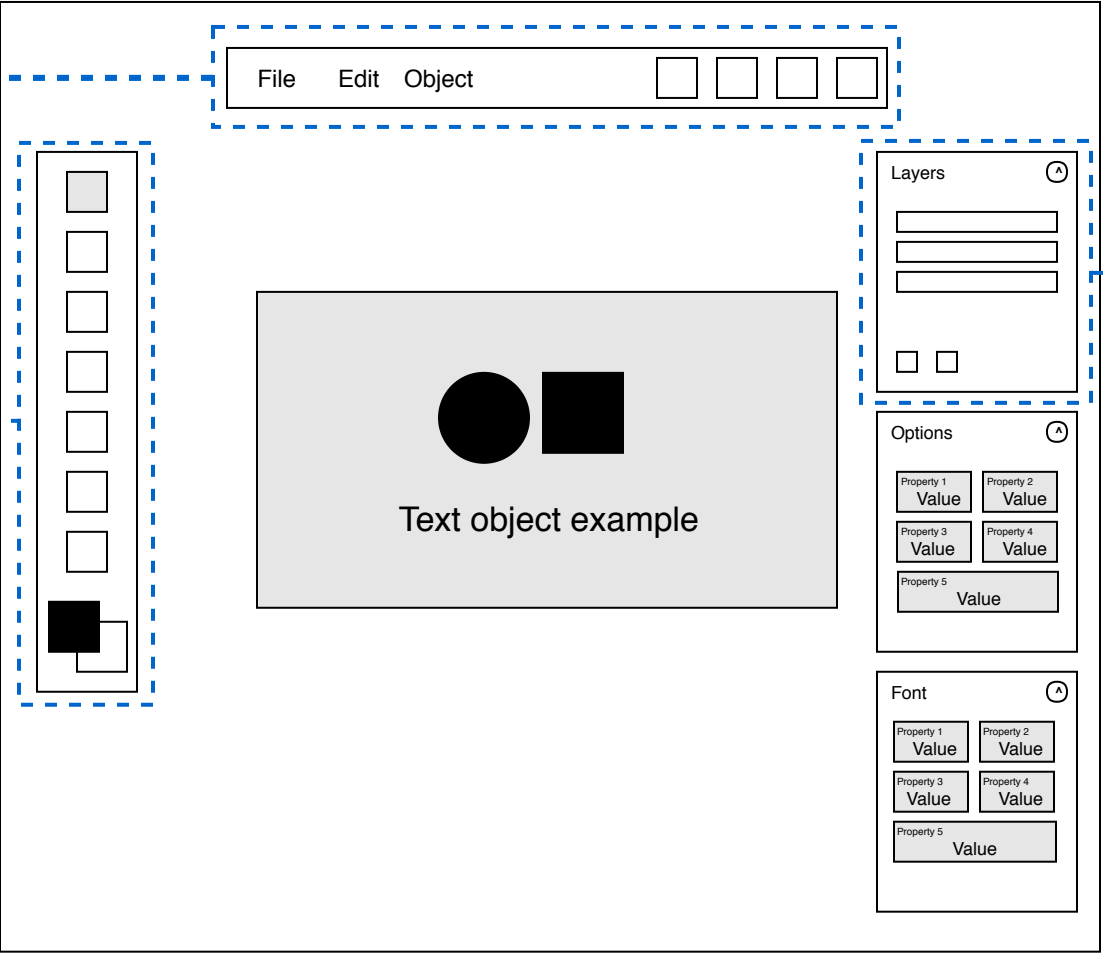 File Edit Object
Layers
^
Text object example
Options
^
Property 1
Value
Property 2
Value
Property 3
Value
Property 4
Value
Property 5
Value
Font
^
Property 1
Value
Property 2
Value
Property 3
Value
Property 4
Value
Property 5
Value